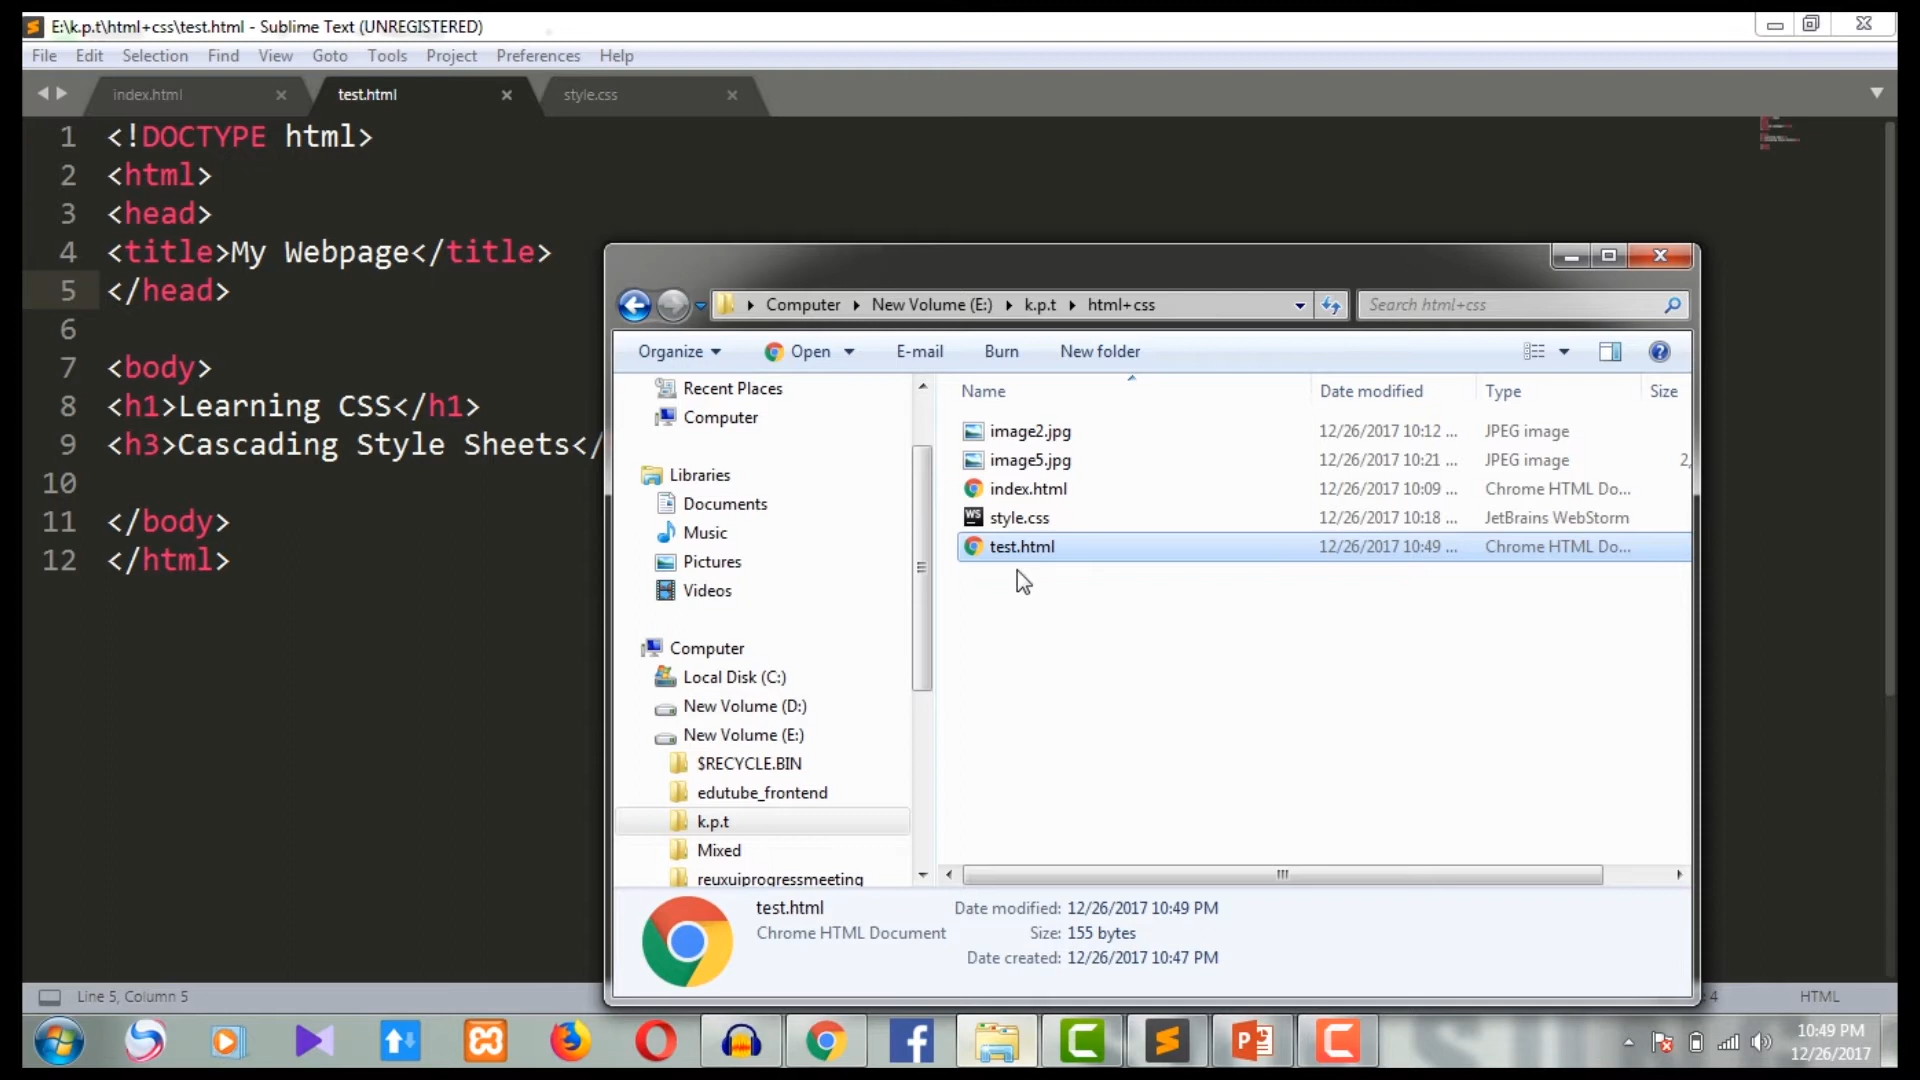 E:\k.p.t\html+css\test.html - Sublime Text (UNREGISTERED)
File Edit Selection Find View Goto Tools Project Preferences Help
index.html test.html style.css
1 <!DOCTYPE html>
2 <html>
3 <head>
4 <title>My Webpage</title>
5 </head>
6
7 <body>
8 <h1>Learning CSS</h1>
9 <h3>Cascading Style Sheets</
10
11 </body>
12 </html>
Computer New Volume (E:) k.p.t html+css Search html+css
Organize Open E-mail Burn New folder
Recent Places
Computer
Libraries
Documents
Music
Pictures
Videos
Computer
Local Disk (C:)
New Volume (D:)
New Volume (E:)
$RECYCLE.BIN
edutube_frontend
k.p.t
Mixed
reuxuiprogressmeeting
Name Date modified Type Size
image2.jpg 12/26/2017 10:12 ... JPEG image
image5.jpg 12/26/2017 10:21 ... JPEG image 2,
index.html 12/26/2017 10:09 ... Chrome HTML Do...
WS style.css 12/26/2017 10:18 ... JetBrains WebStorm
test.html 12/26/2017 10:49 ... Chrome HTML Do...
test.html Date modified: 12/26/2017 10:49 PM
Chrome HTML Document Size: 155 bytes
Date created: 12/26/2017 10:47 PM
Line 5, Column 5 : 4 HTML
10:49 PM
12/26/2017